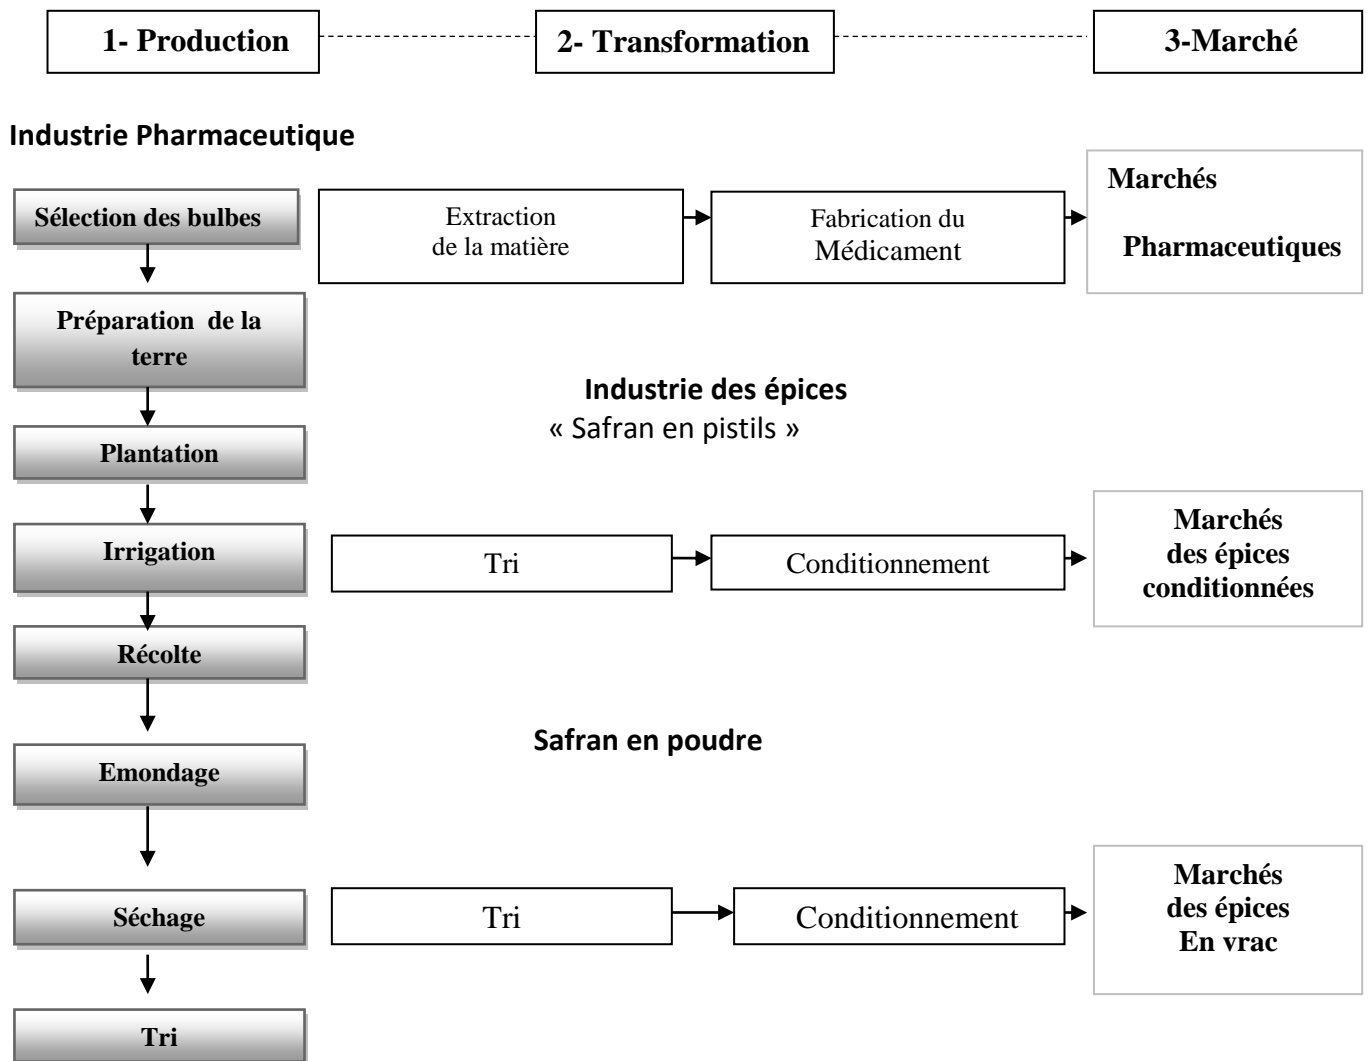 1- Production
2- Transformation
3-Marché
Industrie Pharmaceutique
Sélection des bulbes
Extraction
de la matière
Fabrication du
Médicament
Marchés
Pharmaceutiques
Préparation de la
terre
Industrie des épices
« Safran en pistils »
Plantation
Irrigation
Tri
Conditionnement
Marchés
des épices
conditionnées
Récolte
Safran en poudre
Emondage
Séchage
Tri
Conditionnement
Marchés
des épices
En vrac
Tri